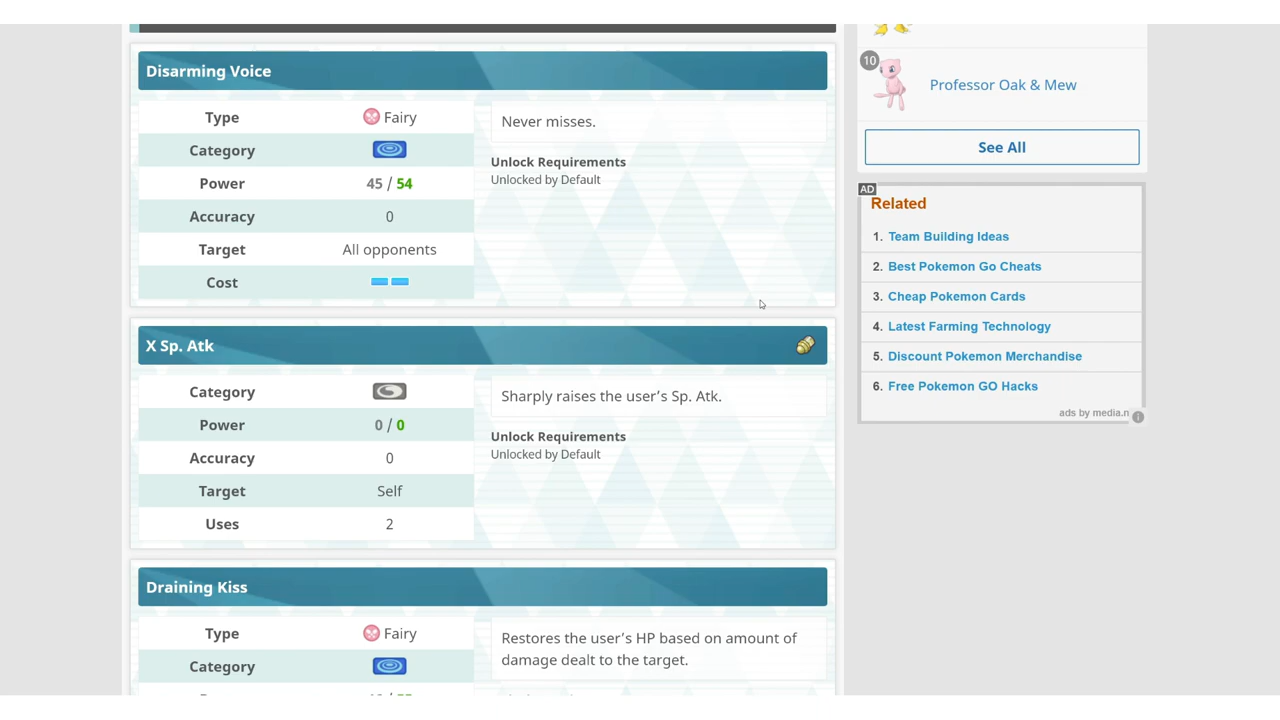 Disarming Voice
Type Fairy
Category
Power 45 / 54
Accuracy 0
Target All opponents
Cost
Never misses.
Unlock Requirements
Unlocked by Default
X Sp. Atk
Category
Power 0 / 0
Accuracy 0
Target Self
Uses 2
Sharply raises the user's Sp. Atk.
Unlock Requirements
Unlocked by Default
Draining Kiss
Type Fairy
Category
Restores the user's HP based on amount of
damage dealt to the target.
10
Professor Oak & Mew
See All
AD
Related
1. Team Building Ideas
2. Best Pokemon Go Cheats
3. Cheap Pokemon Cards
4. Latest Farming Technology
5. Discount Pokemon Merchandise
6. Free Pokemon GO Hacks
ads by media.n